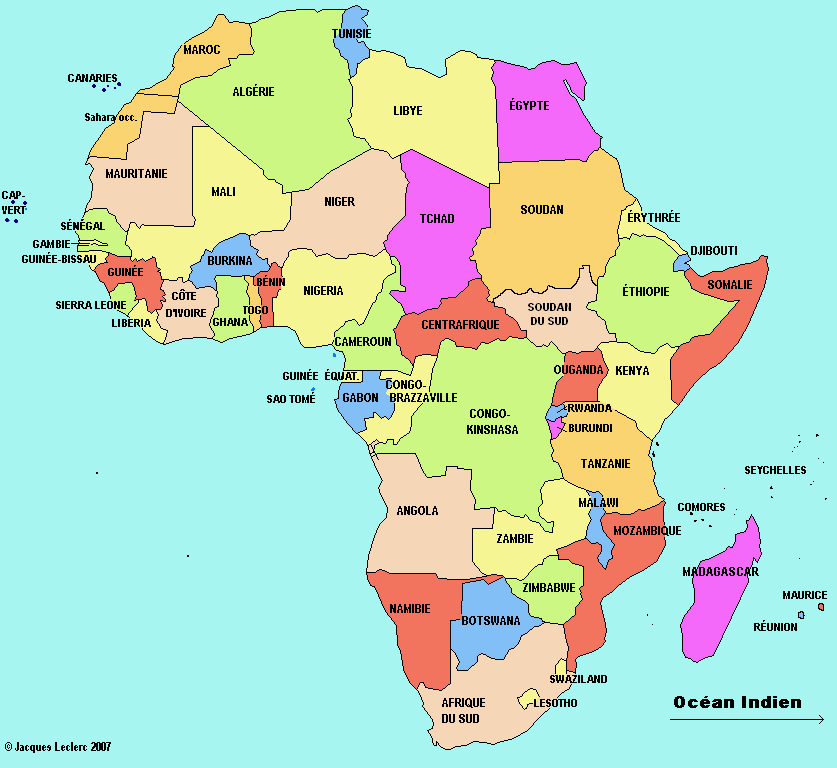 TUNISIE
MAROC
CANARIES
ALGÉRIE
LIBYE
ÉGYPTE
Sahara occ.
MAURITANIE
MALI
NIGER
TCHAD
SOUDAN
CAP-
VERT
ÉRYTHRÉE
SÉNÉGAL
GAMBIE
GUINÉE-BISSAU
GUINÉE
BURKINA
DJIBOUTI
BÉNIN
NIGERIA
ÉTHIOPIE
SOMALIE
SIERRA LEONE
CÔTE
D'IVOIRE
LIBERIA
GHANA
TOGO
SOUDAN
DU SUD
CENTRAFRIQUE
CAMEROUN
GUINÉE ÉQUAT.
SAO TOMÉ
GABON
CONGO-
BRAZZAVILLE
OUGANDA
KENYA
CONGO-
KINSHASA
RWANDA
BURUNDI
TANZANIE
SEYCHELLES
ANGOLA
MALAWI
COMORES
ZAMBIE
MOZAMBIQUE
MADAGASCAR
ZIMBABWE
NAMIBIE
BOTSWANA
MAURICE
RÉUNION
SWAZILAND
LESOTHO
AFRIQUE
DU SUD
Océan Indien
© Jacques Leclerc 2007